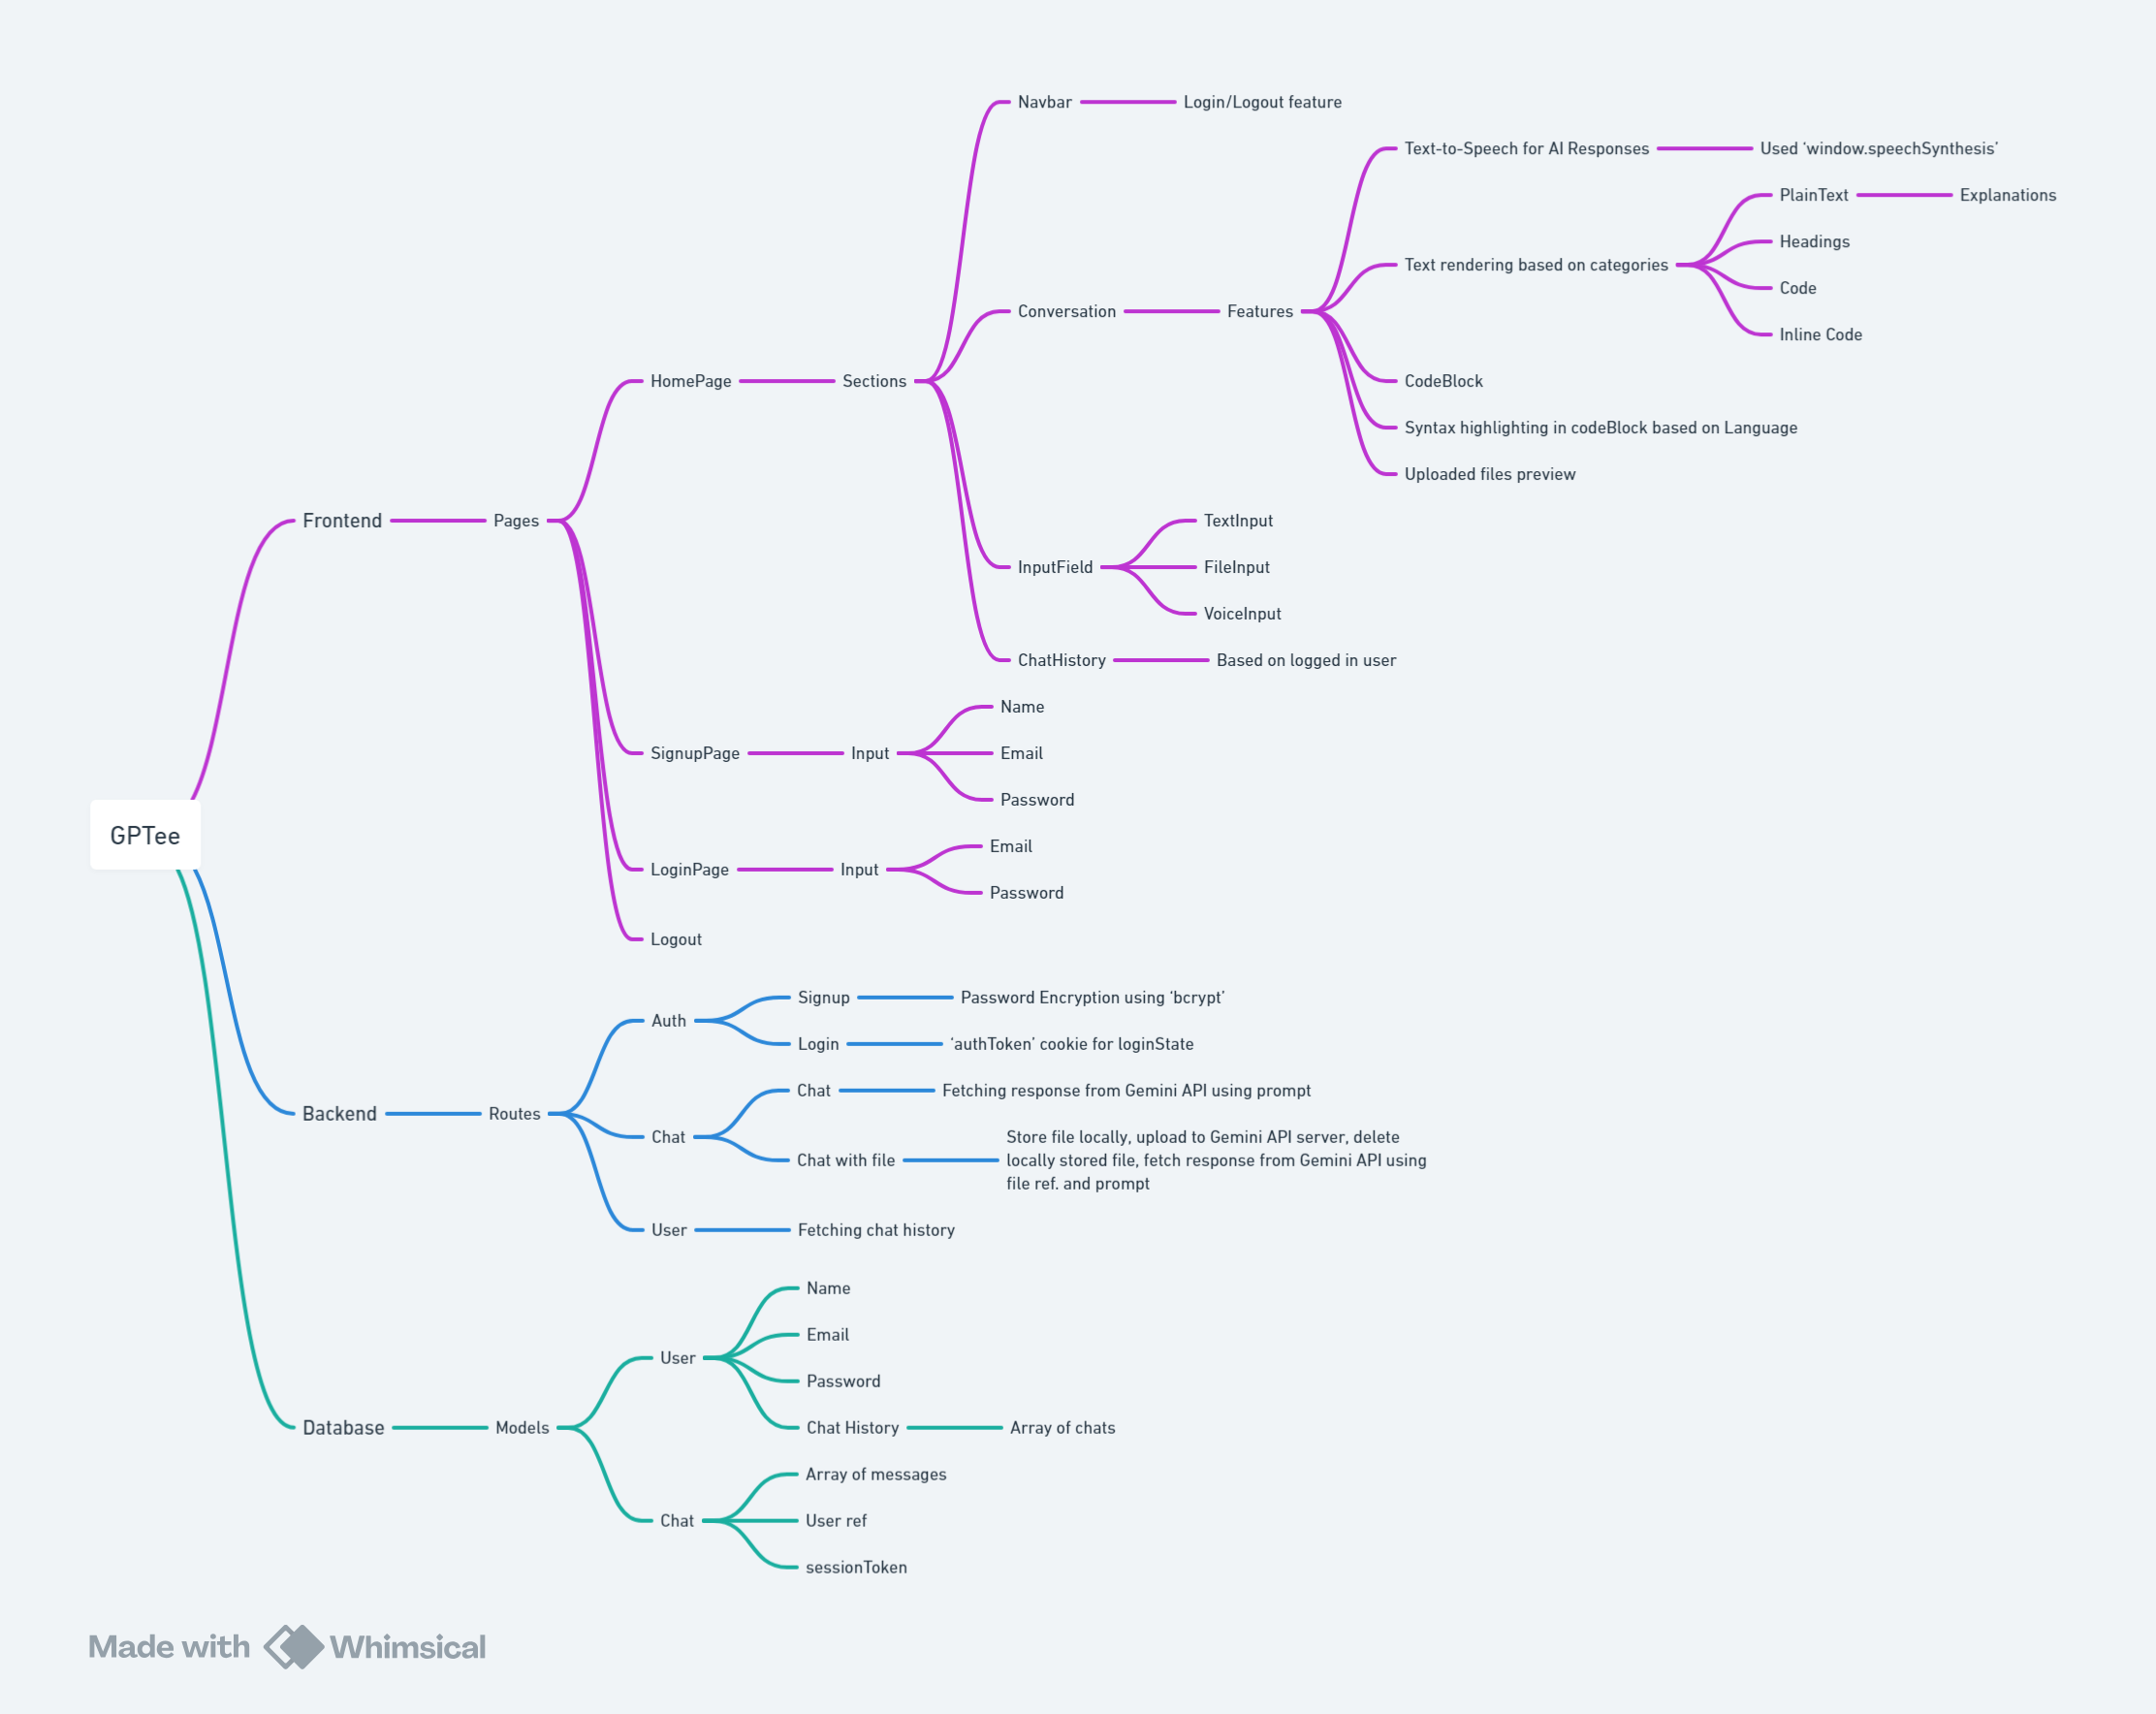 GPTee
Frontend
Pages
HomePage
Sections
Navbar
Login/Logout feature
Conversation
Features
Text-to-Speech for AI Responses
Used ‘window.speechSynthesis’
Text rendering based on categories
PlainText
Explanations
Headings
Code
Inline Code
CodeBlock
Syntax highlighting in codeBlock based on Language
Uploaded files preview
InputField
TextInput
FileInput
VoiceInput
ChatHistory
Based on logged in user
SignupPage
Input
Name
Email
Password
LoginPage
Input
Email
Password
Logout
Backend
Routes
Auth
Signup
Password Encryption using ‘bcrypt’
Login
‘authToken’ cookie for loginState
Chat
Chat
Fetching response from Gemini API using prompt
Chat with file
Store file locally, upload to Gemini API server, delete
locally stored file, fetch response from Gemini API using
file ref. and prompt
User
Fetching chat history
Database
Models
User
Name
Email
Password
Chat History
Array of chats
Chat
Array of messages
User ref
sessionToken
Made with Whimsical